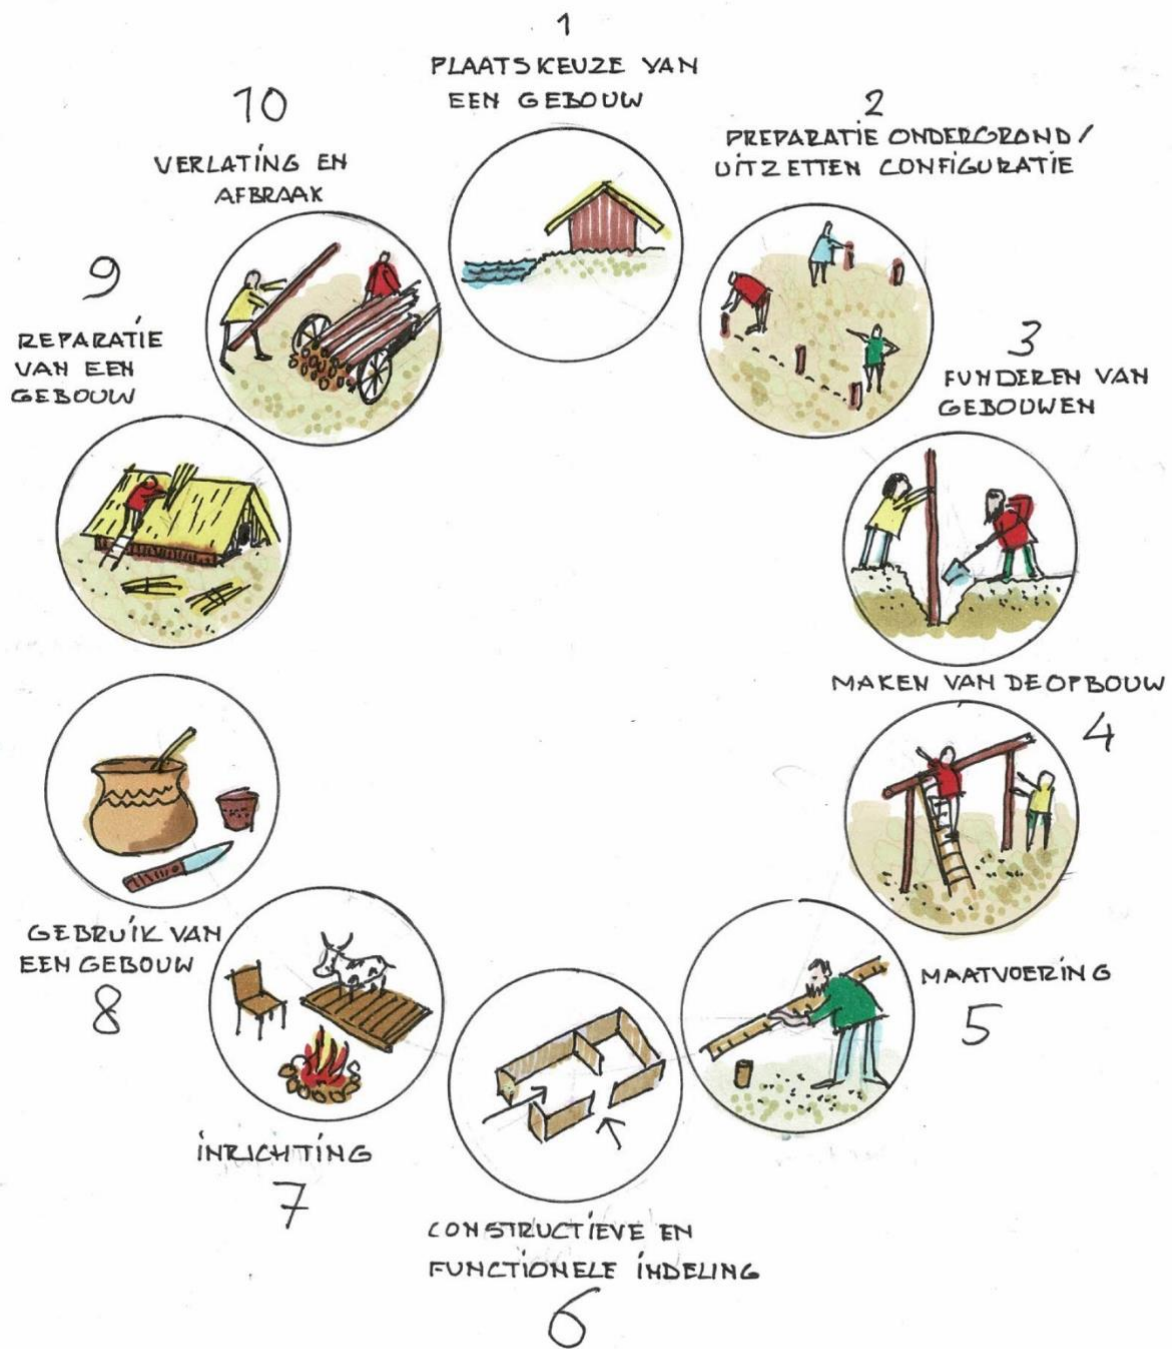 1
PLAATSKEUZE VAN
EEN GEBOUW
2
PREPARATIE ONDERGROND/
UITZETTEN CONFIGURATIE
3
FUNDEREN VAN
GEBOUWEN
MAKEN VAN DE OPBOUW
4
MAATVOERING
5
CONSTRUCTIEVE EN
FUNCTIONELE INDELING
6
INRICHTING
7
GEBRUIK VAN
EEN GEBOUW
8
9
REPARATIE
VAN EEN
GEBOUW
10
VERLATING EN
AFBRAAK